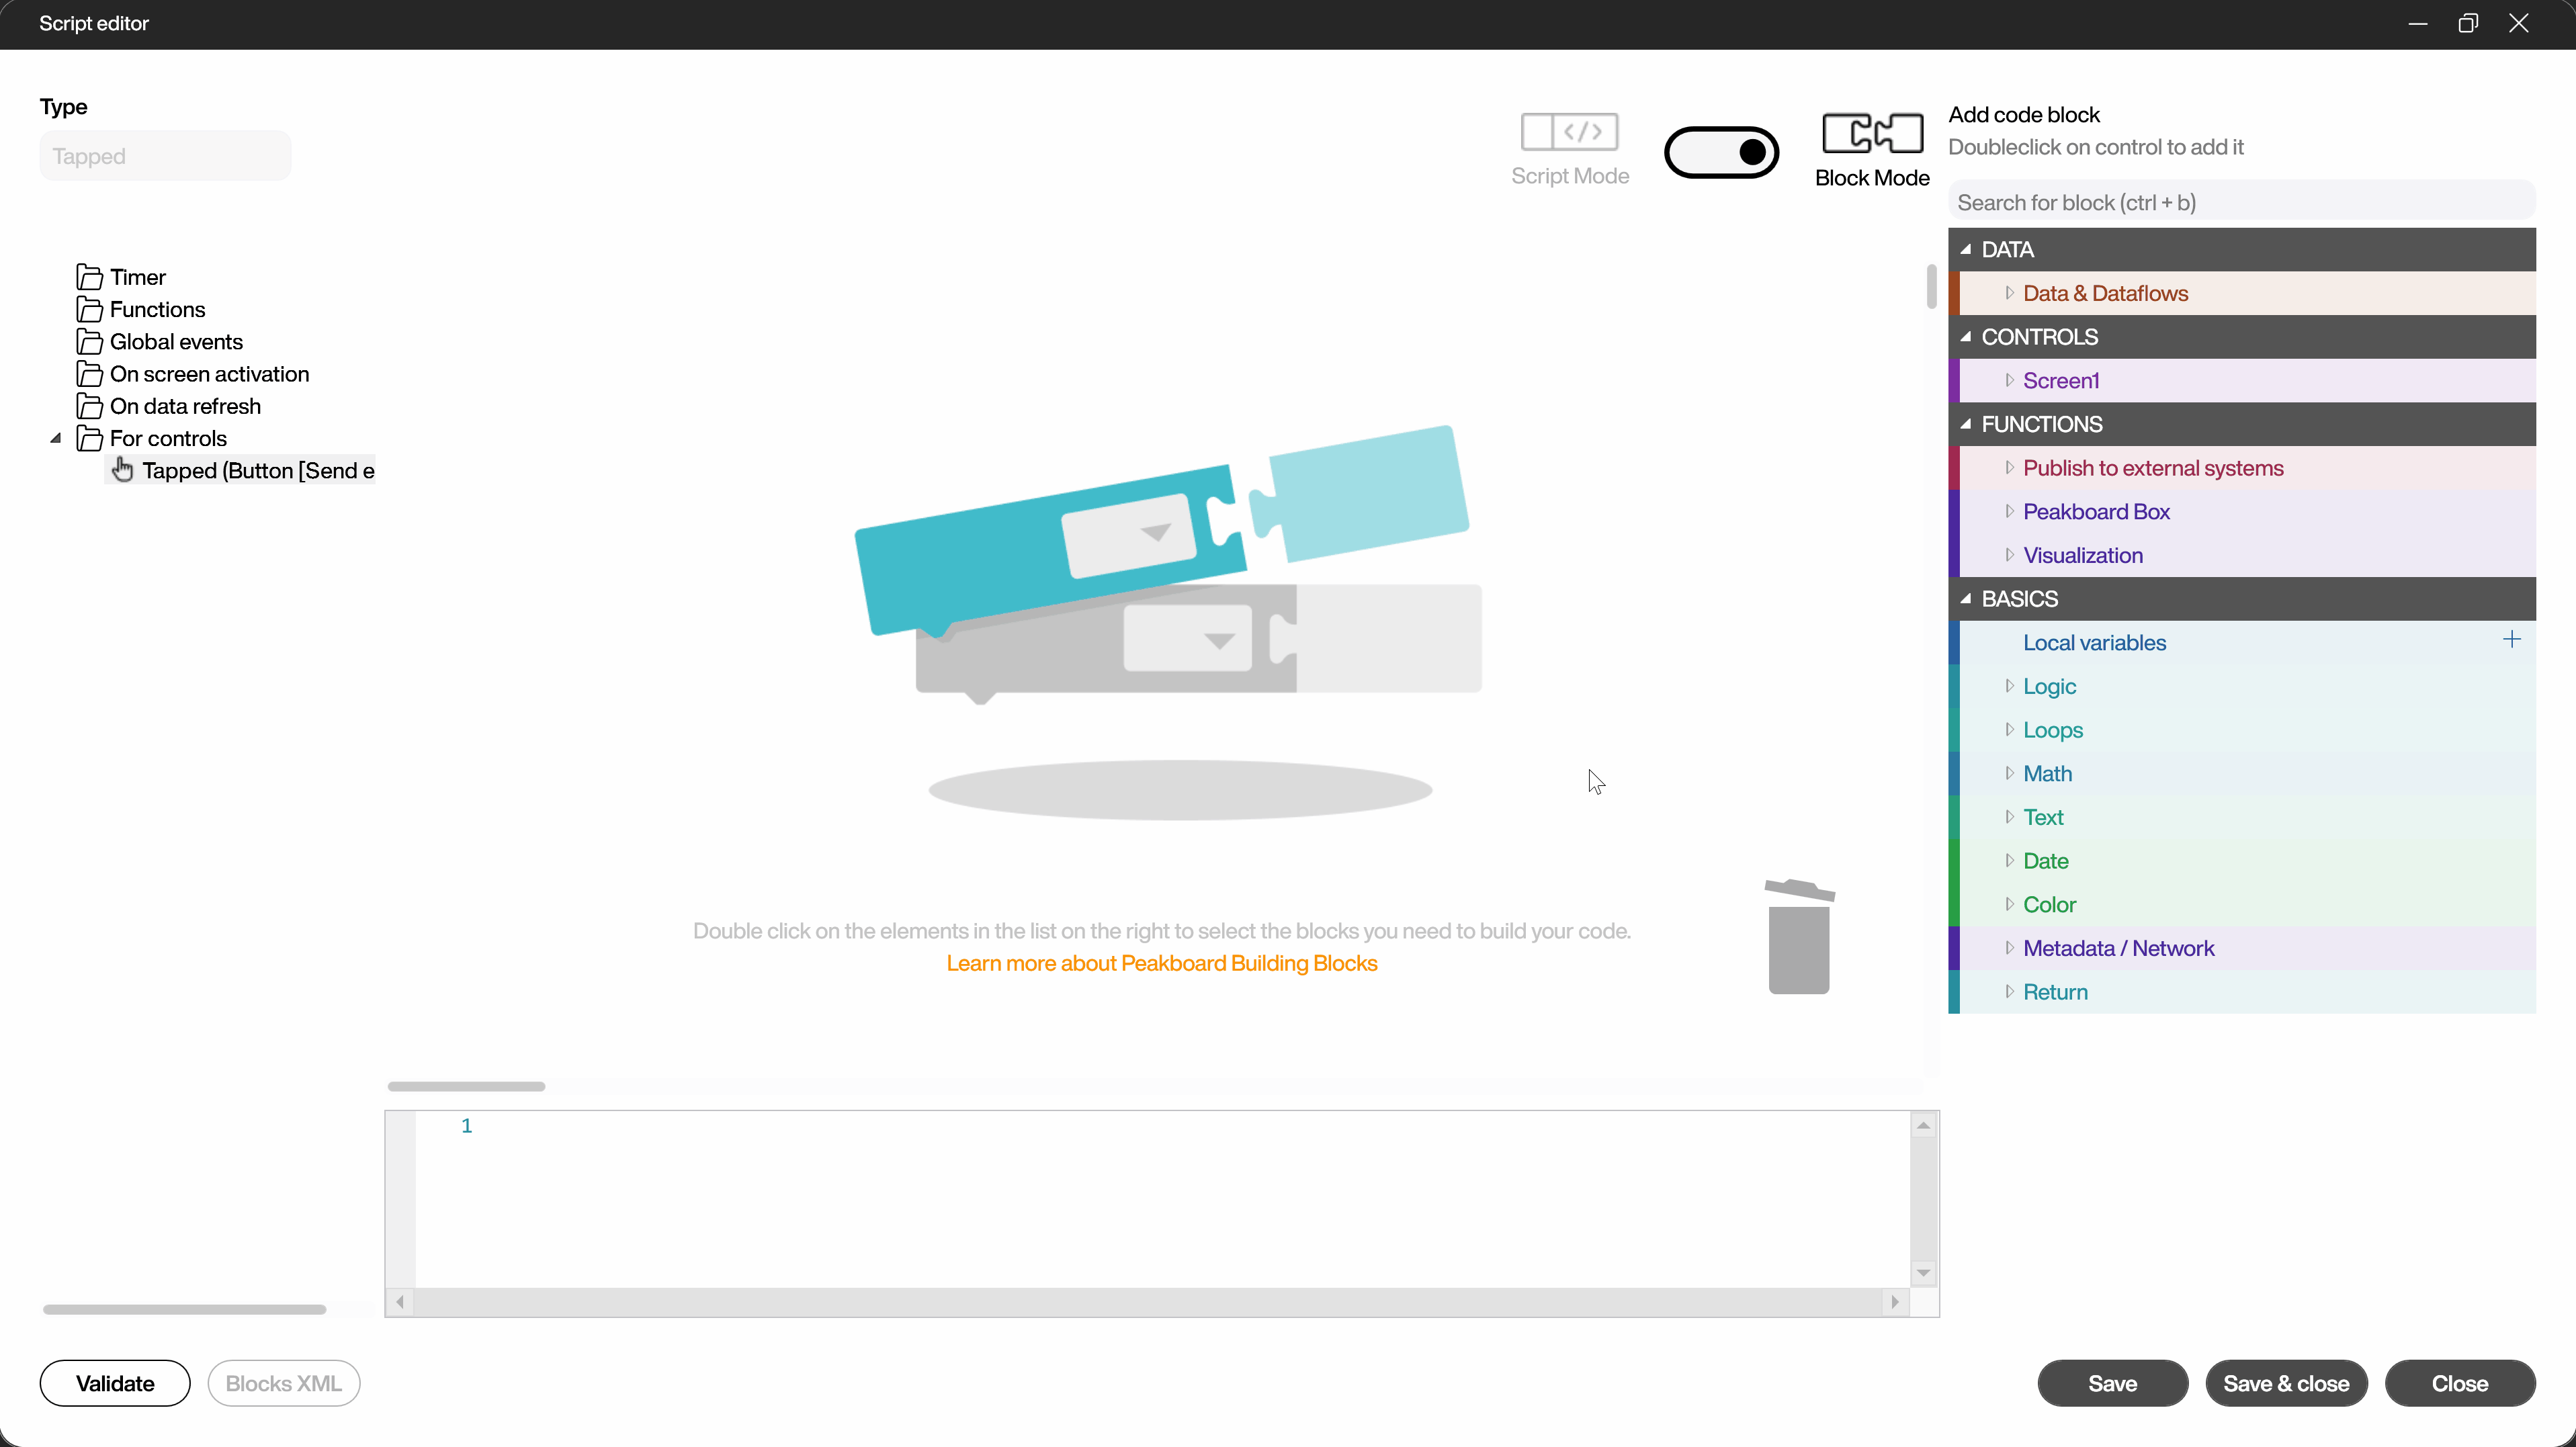 Script editor
Type
Tapped
Script Mode
Block Mode
Add code block
Doubleclick on control to add it
Search for block (ctrl + b)
Timer
Functions
Global events
On screen activation
On data refresh
For controls
Tapped (Button [Send e
DATA
Data & Dataflows
CONTROLS
Screen1
FUNCTIONS
Publish to external systems
Peakboard Box
Visualization
BASICS
Local variables
Logic
Loops
Math
Text
Date
Color
Metadata / Network
Return
Double click on the elements in the list on the right to select the blocks you need to build your code.
Learn more about Peakboard Building Blocks
1
Validate
Blocks XML
Save
Save & close
Close